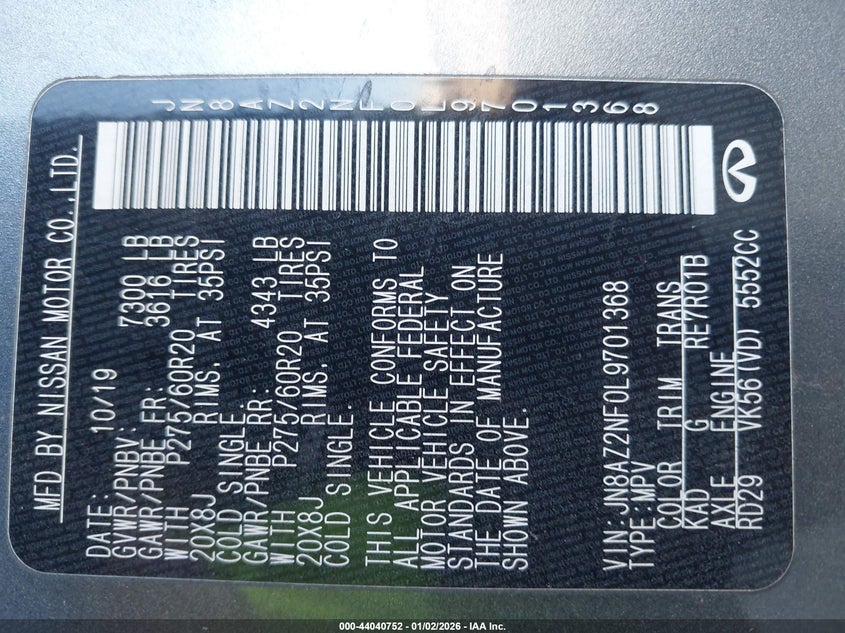 JN8AZ2NF0L9701368
MFD BY NISSAN MOTOR CO.,LTD.
DATE: 10/19
GVWR/PNBV: 7300 LB
GAWR/PNBE FR: 3616 LB
WITH P275/60R20 TIRES
20X8J RIMS, AT 35PSI
COLD SINGLE.
GAWR/PNBE RR: 4343 LB
WITH P275/60R20 TIRES
20X8J RIMS, AT 35PSI
COLD SINGLE.
THIS VEHICLE CONFORMS TO
ALL APPLICABLE FEDERAL
MOTOR VEHICLE SAFETY
STANDARDS IN EFFECT ON
THE DATE OF MANUFACTURE
SHOWN ABOVE.
VIN:JN8AZ2NF0L9701368
TYPE:MPV
COLOR TRIM TRANS
KAD G RE7R01B
AXLE ENGINE
RD29 VK56(VD) 5552CC
000-44040752 - 01/02/2026 - IAA Inc.